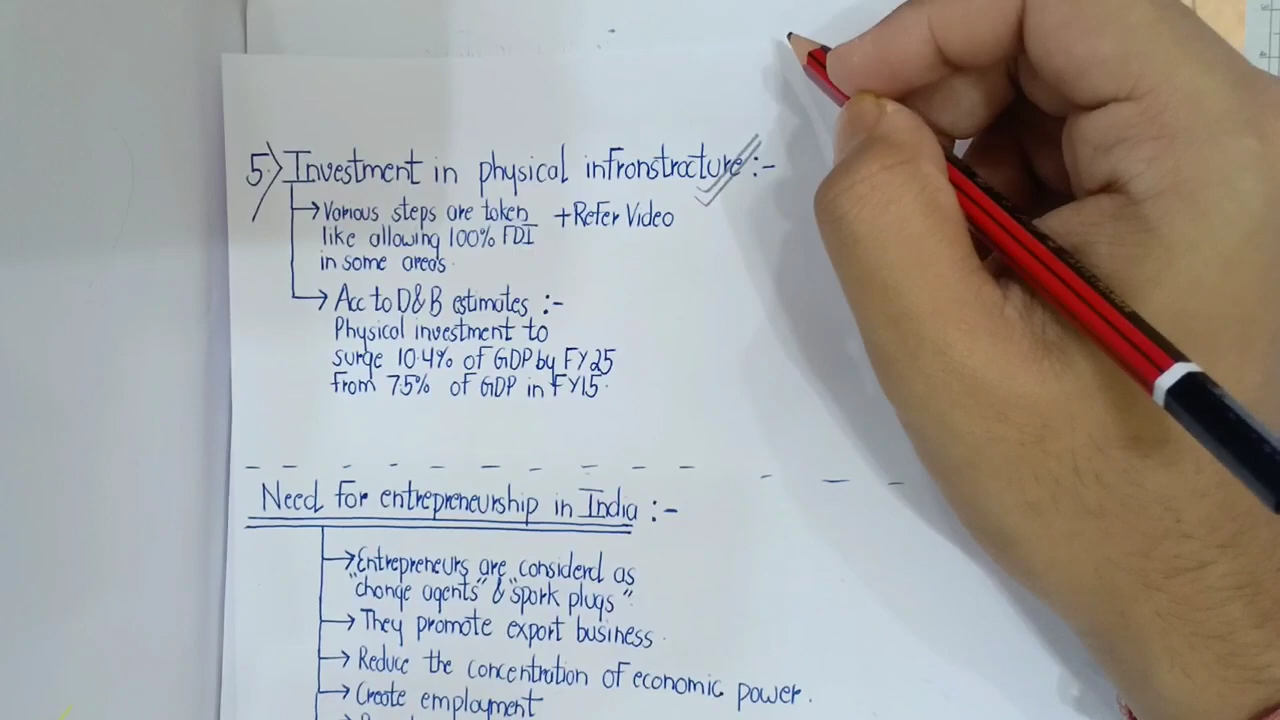 5) Investment in physical infronstracture :-
→ Various steps are taken + Refer Video
like allowing 100% FDI
in some areas.
→ Acc to D&B estimates :-
Physical investment to
surge 10.4% of GDP by FY25
from 7.5% of GDP in FY15.
Need for entrepreneurship in India :-
→ Entrepreneurs are considerd as
"change agents" & "spark plugs".
→ They promote export business.
→ Reduce the concentration of economic power.
→ Create employment